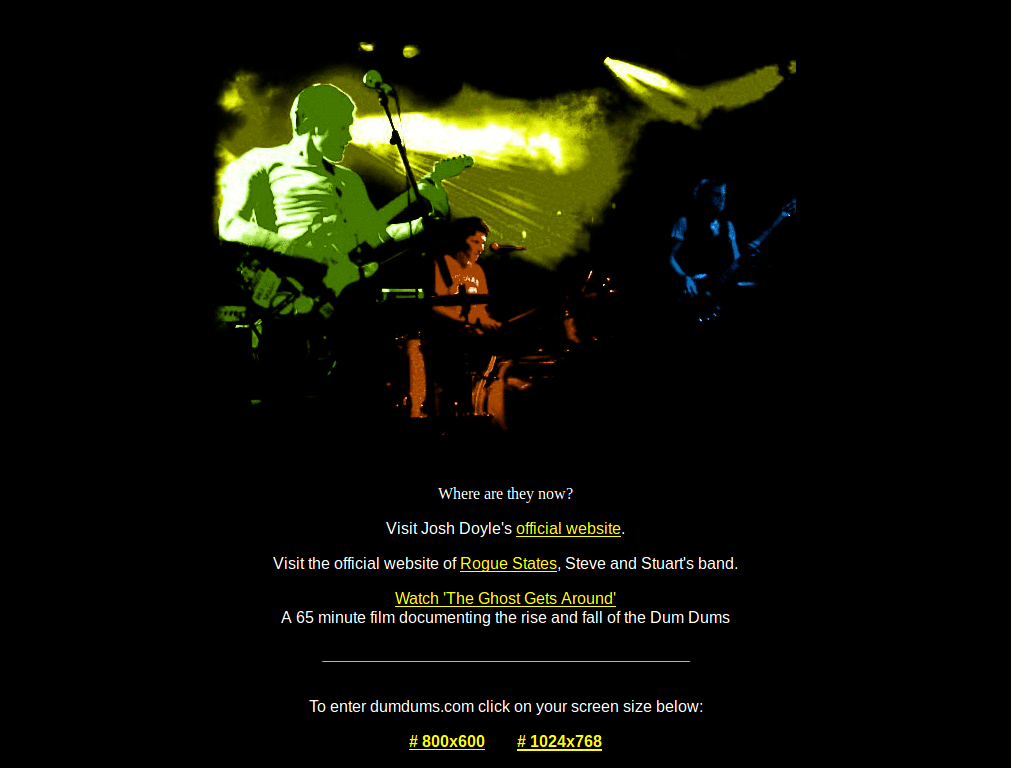 Where are they now?
Visit Josh Doyle's official website.
Visit the official website of Rogue States, Steve and Stuart's band.
Watch 'The Ghost Gets Around'
A 65 minute film documenting the rise and fall of the Dum Dums
To enter dumdums.com click on your screen size below:
# 800x600 # 1024x768